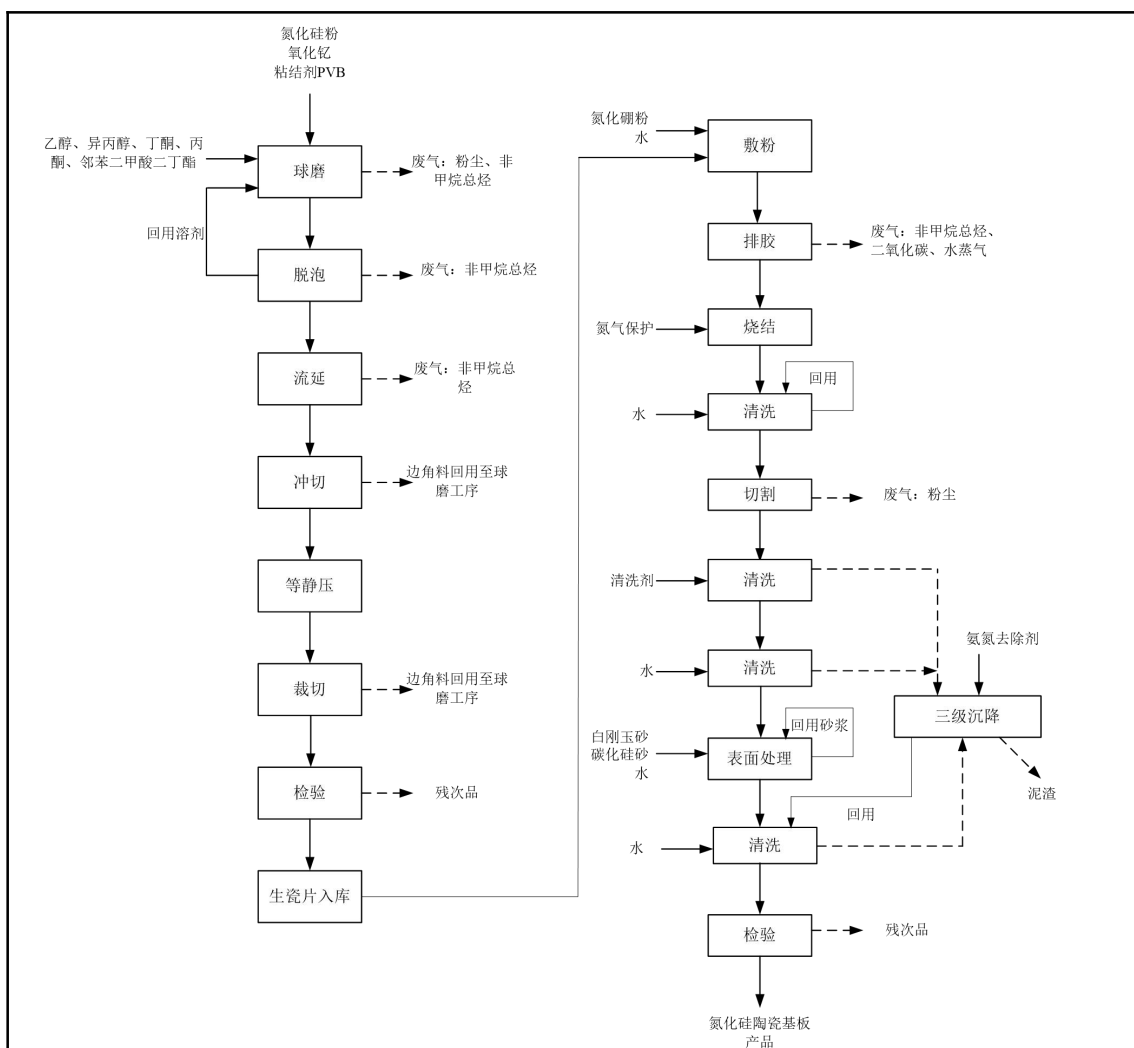 氮化硅粉
氧化钇
粘结剂PVB
乙醇、异丙醇、丁酮、丙
酮、邻苯二甲酸二丁酯
球磨
废气：粉尘、非
甲烷总烃
回用溶剂
脱泡
废气：非甲烷总烃
流延
废气：非甲烷总
烃
冲切
边角料回用至球
磨工序
等静压
裁切
边角料回用至球
磨工序
检验
残次品
生瓷片入库
氮化硼粉
水
敷粉
排胶
废气：非甲烷总烃、
二氧化碳、水蒸气
氮气保护
烧结
回用
水
清洗
切割
废气：粉尘
清洗剂
清洗
水
清洗
氨氮去除剂
三级沉降
泥渣
白刚玉砂
碳化硅砂
水
回用砂浆
表面处理
回用
水
清洗
检验
残次品
氮化硅陶瓷基板
产品